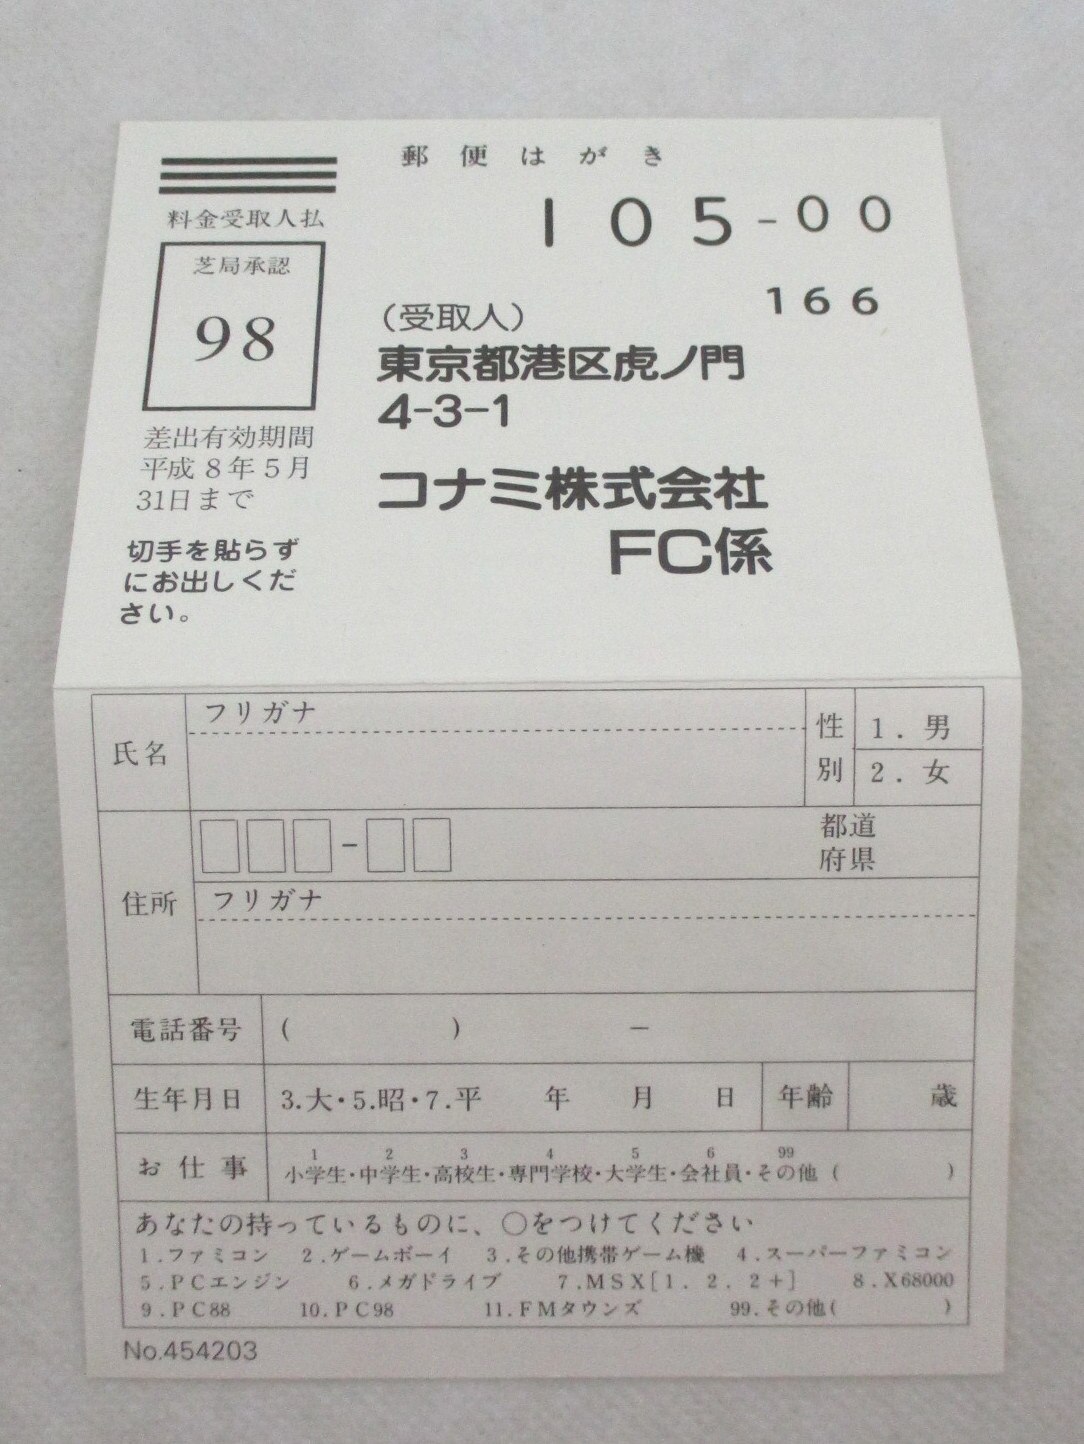 郵便はがき
料金受取人払
芝局承認
98
差出有効期間
平成8年5月
31日まで
切手を貼らず
にお出しくだ
さい。
105-00
166
(受取人)
東京都港区虎ノ門
4-3-1
コナミ株式会社
FC係
氏名
フリガナ
性別
1.男
2.女
住所
-
都道
府県
フリガナ
電話番号
( ) -
生年月日
3.大・5.昭・7.平 年 月 日
年齢
歳
お仕事
1 2 3 4 5 6 99
小学生・中学生・高校生・専門学校・大学生・会社員・その他( )
あなたの持っているものに、○をつけてください
1.ファミコン 2.ゲームボーイ 3.その他携帯ゲーム機 4.スーパーファミコン
5.PCエンジン 6.メガドライブ 7.MSX[1.2.2+] 8.X68000
9.PC88 10.PC98 11.FMタウンズ 99.その他( )
No.454203